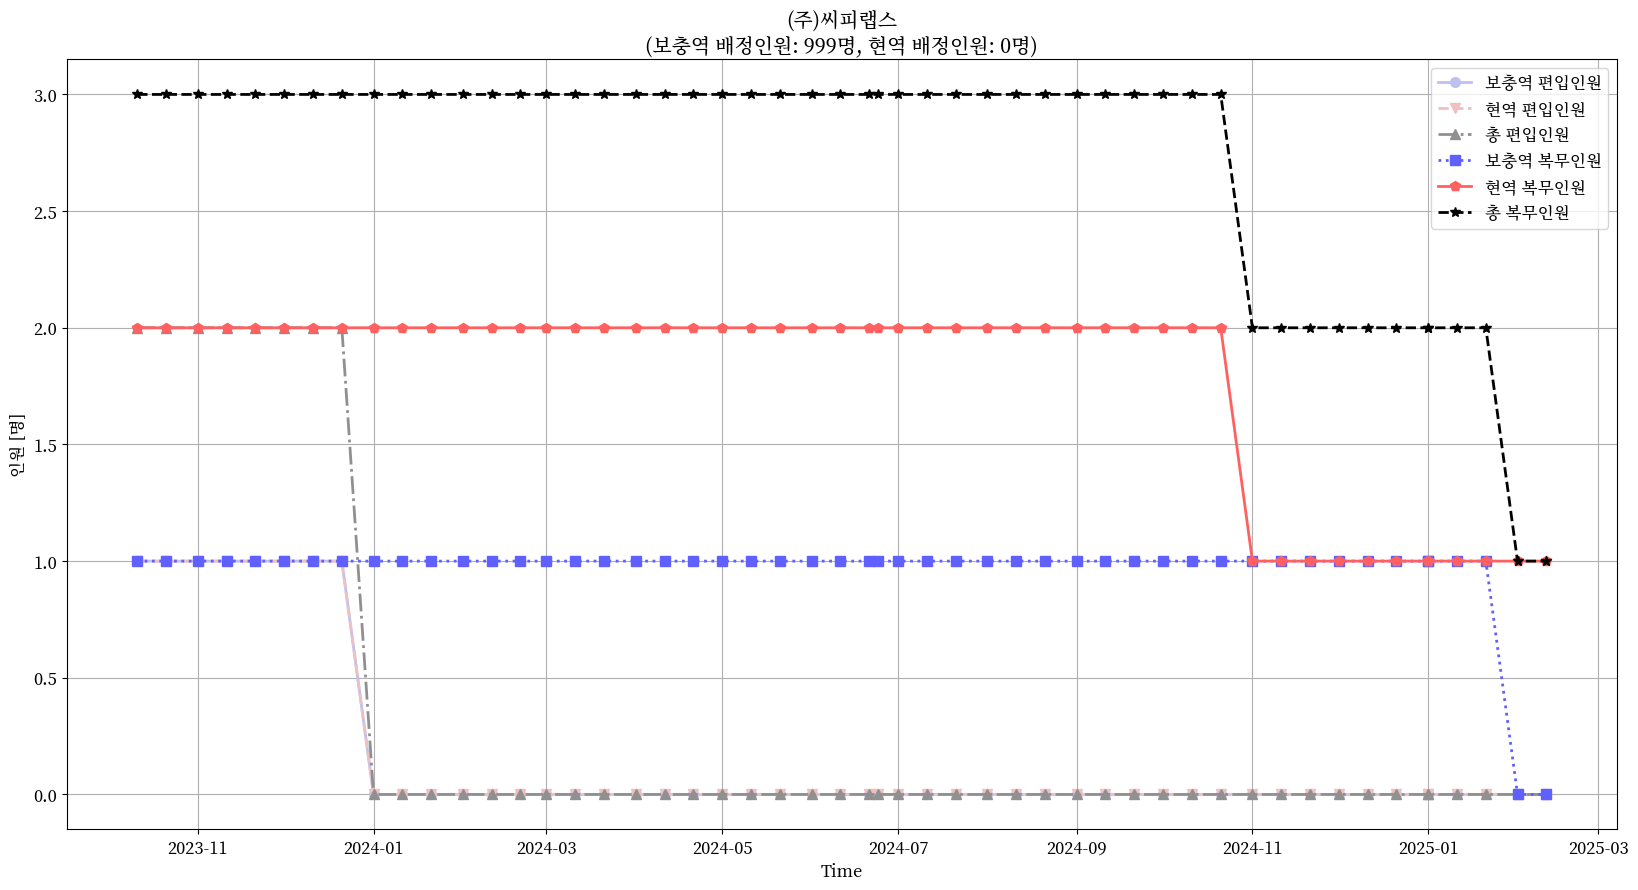 (주)씨피랩스
(보충역 배정인원: 999명, 현역 배정인원: 0명)
보충역 편입인원
현역 편입인원
총 편입인원
보충역 복무인원
현역 복무인원
총 복무인원
인원 [명]
3.0
2.5
2.0
1.5
1.0
0.5
0.0
2023-11
2024-01
2024-03
2024-05
2024-07
2024-09
2024-11
2025-01
2025-03
Time